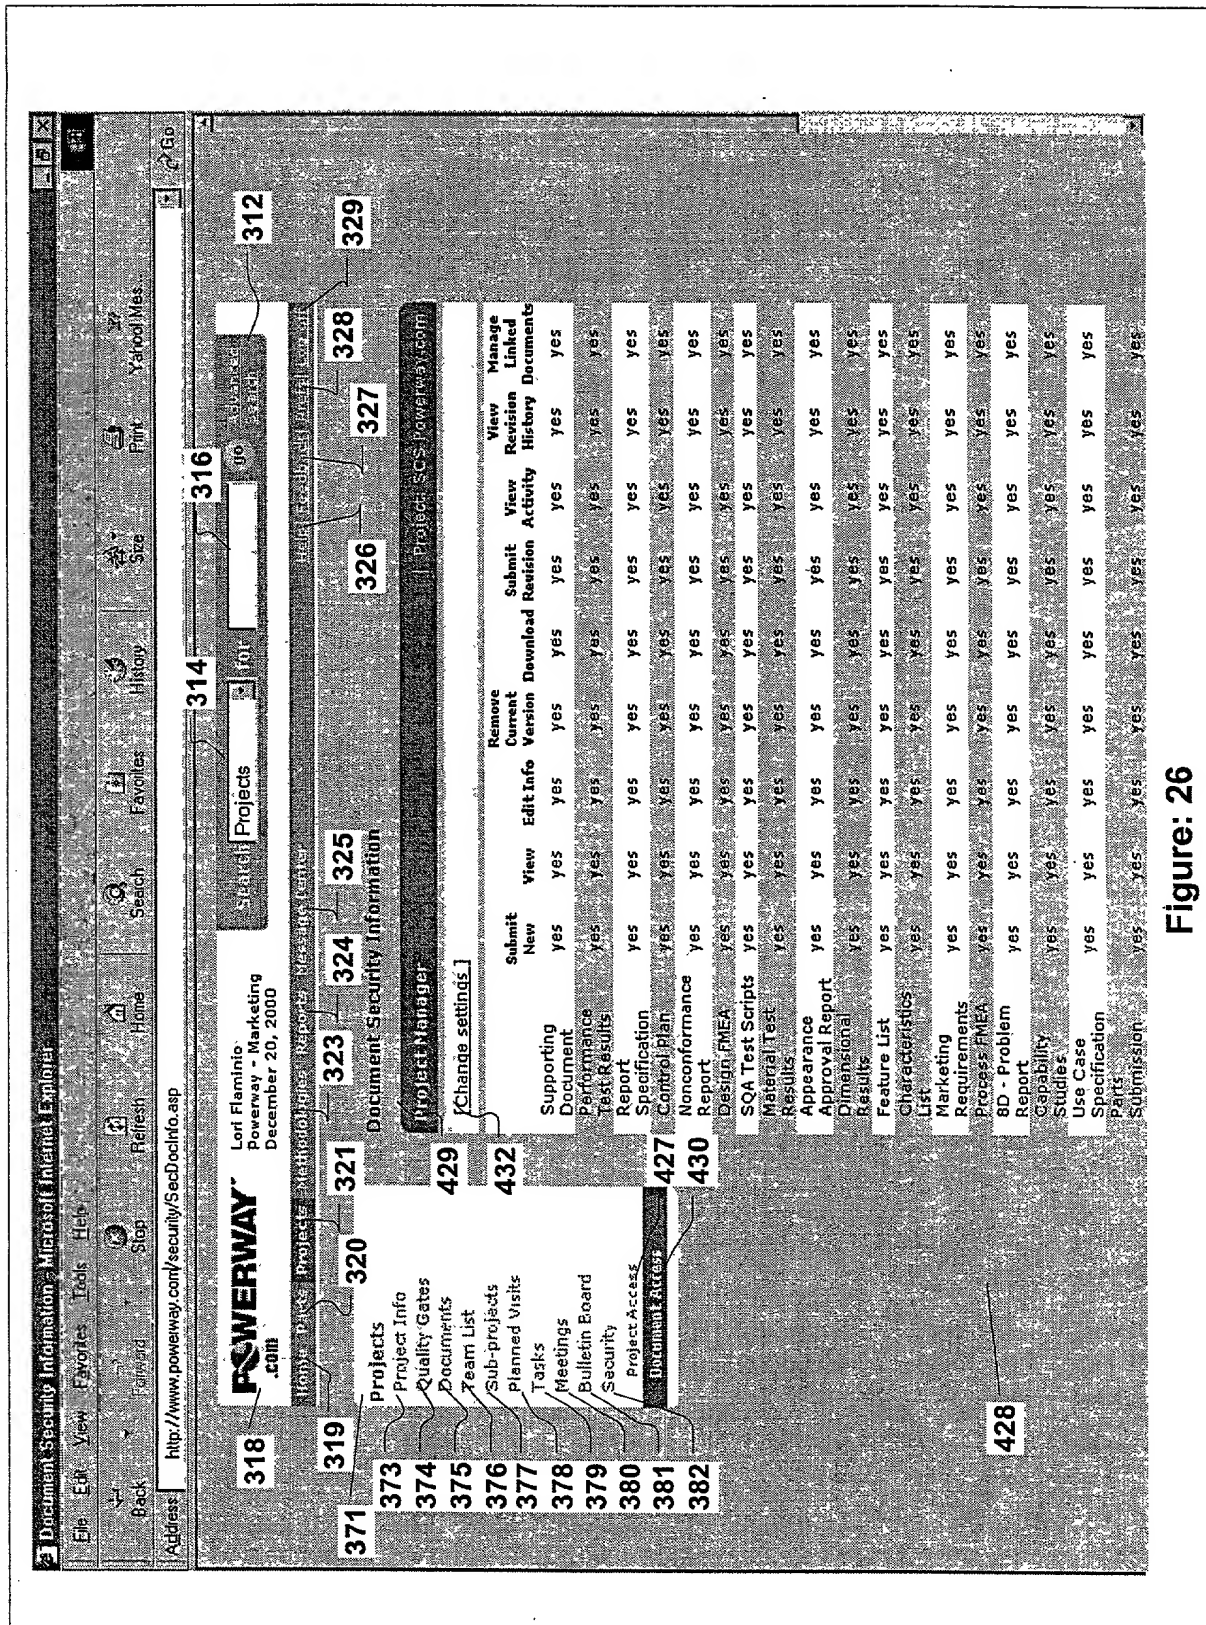 Document Security Information - Microsoft Internet Explorer
File Edit View Favorites Tools Help
Back Forward Stop Refresh Home Search Favorites History Size Print Yahoo! Mes...
Address http://www.powerway.com/security/SecDocInfo.asp Go
314 316
318 POWERWAY .com
Lori Flaminio
Powerway - Marketing
December 20, 2000
Search Projects for go Advanced Search
312
Home Parts Projects Methodologies Reporter Message Center
319 320 321 323 324 325 326 327 328 329
371 Projects
373 Project Info
374 Quality Gates
375 Documents
376 Team List
377 Sub-projects
378 Planned Visits
379 Tasks
380 Meetings
381 Bulletin Board
382 Security
Project Access 427
Document Access 430
428
Document Security Information
429 Project Manager Project: SCS Powerway.com
432 [Change settings ]
Submit New View Edit Info Remove Current Version Download Submit Revision View Activity View Revision History Manage Linked Documents
Supporting Document yes yes yes yes yes yes yes yes yes
Performance Test Results yes yes yes yes yes yes yes yes yes
Report Specification yes yes yes yes yes yes yes yes yes
Control Plan yes yes yes yes yes yes yes yes yes
Nonconformance Report yes yes yes yes yes yes yes yes yes
Design FMEA yes yes yes yes yes yes yes yes yes
SQA Test Scripts yes yes yes yes yes yes yes yes yes
Material Test Results yes yes yes yes yes yes yes yes yes
Appearance Approval Report yes yes yes yes yes yes yes yes yes
Dimensional Results yes yes yes yes yes yes yes yes yes
Feature List yes yes yes yes yes yes yes yes yes
Characteristics List yes yes yes yes yes yes yes yes yes
Marketing Requirements yes yes yes yes yes yes yes yes yes
Process FMEA yes yes yes yes yes yes yes yes yes
8D - Problem Report yes yes yes yes yes yes yes yes yes
Capability Studies yes yes yes yes yes yes yes yes yes
Use Case Specification yes yes yes yes yes yes yes yes yes
Parts Submission yes yes yes yes yes yes yes yes yes
Figure: 26